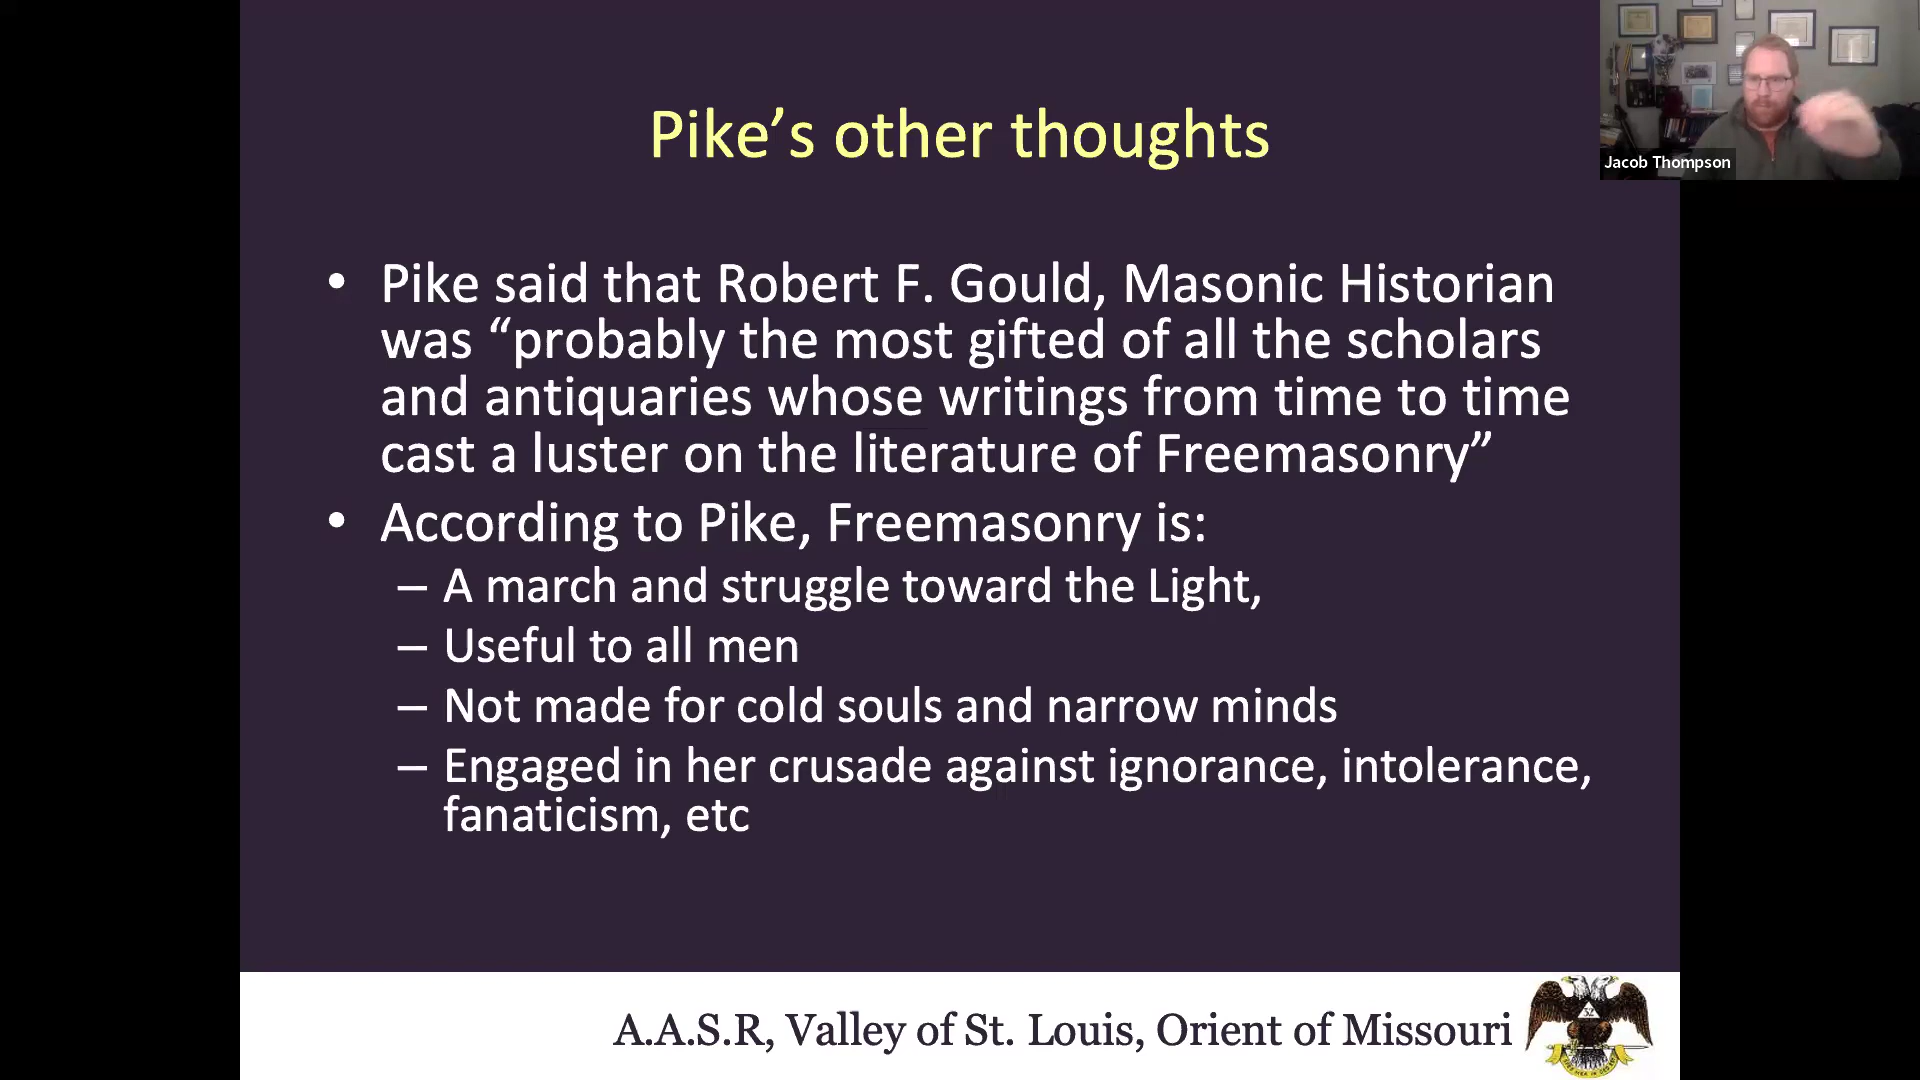 Pike’s other thoughts
Jacob Thompson
• Pike said that Robert F. Gould, Masonic Historian
was “probably the most gifted of all the scholars
and antiquaries whose writings from time to time
cast a luster on the literature of Freemasonry”
• According to Pike, Freemasonry is:
– A march and struggle toward the Light,
– Useful to all men
– Not made for cold souls and narrow minds
– Engaged in her crusade against ignorance, intolerance,
fanaticism, etc
A.A.S.R, Valley of St. Louis, Orient of Missouri